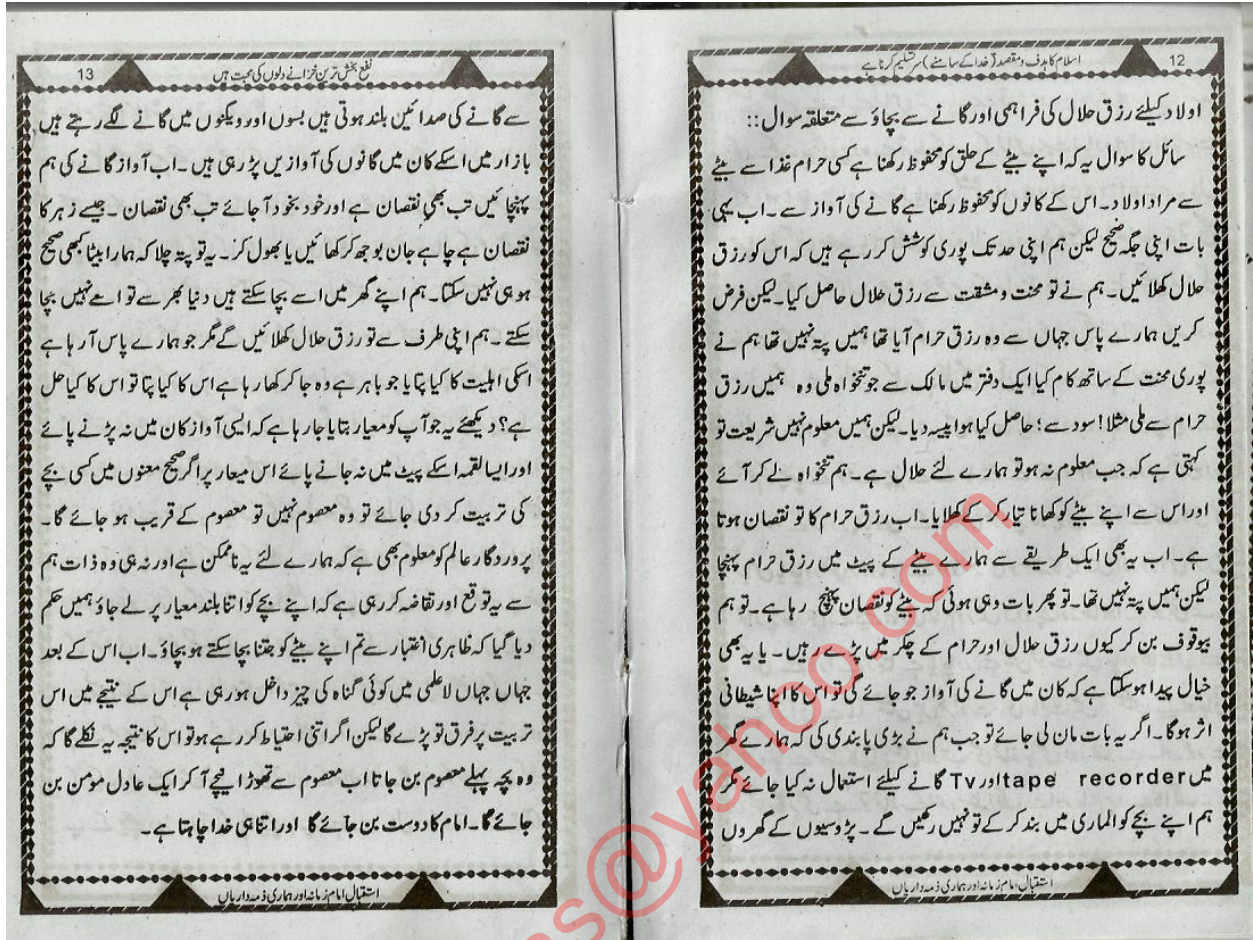 اسلام کا ہدف و مقصد (خدا کے سامنے) سر تسلیم کرنا ہے
12
اولاد کیلئے رزق حلال کی فراہمی اور گانے سے بچاؤ سے متعلقہ سوال ::
سائل کا سوال یہ کہ اپنے بیٹے کے حلق کو محفوظ رکھنا ہے کسی حرام غذا سے بیٹے
سے مراد اولاد۔ اس کے کانوں کو محفوظ رکھنا ہے گانے کی آواز سے۔ اب یہی
بات اپنی جگہ صحیح لیکن ہم اپنی حد تک پوری کوشش کر رہے ہیں کہ اس کو رزق
حلال کھلائیں۔ ہم نے تو محنت و مشقت سے رزق حلال حاصل کیا۔ لیکن فرض
کریں ہمارے پاس جہاں سے وہ رزق حرام آیا تھا ہمیں پتہ نہیں تھا ہم نے
پوری محنت کے ساتھ کام کیا ایک دفتر میں مالک سے جو تنخواہ ملی وہ ہمیں رزق
حرام سے ملی مثلا! سود سے؛ حاصل کیا ہوا پیسہ دیا۔ لیکن ہمیں معلوم نہیں شریعت تو
کہتی ہے کہ جب معلوم نہ ہو تو ہمارے لئے حلال ہے۔ ہم تنخواہ لے کر آئے
اور اس سے اپنے بیٹے کو کھانا تیار کر کے کھلایا۔ اب رزق حرام کا تو نقصان ہوتا
ہے۔ اب یہ بھی ایک طریقے سے ہمارے بیٹے کے پیٹ میں رزق حرام پہنچا
لیکن ہمیں پتہ نہیں تھا۔ تو پھر بات وہی ہوئی کہ بیٹے کو نقصان پہنچ رہا ہے۔ تو ہم
بیوقوف بن کر کیوں رزق حلال اور حرام کے چکر میں پڑے رہیں۔ یا یہ بھی
خیال پیدا ہو سکتا ہے کہ کان میں گانے کی آواز جو جائے گی تو اس کا اپنا شیطانی
اثر ہوگا۔ اگر یہ بات مان لی جائے تو جب ہم نے بڑی پابندی کی کہ ہمارے گھر
میں tape recorder اور Tv گانے کیلئے استعمال نہ کیا جائے مگر
ہم اپنے بچے کو الماری میں بند کر کے تو نہیں رکھیں گے۔ پڑوسیوں کے گھروں
استقبال امام زمانہ اور ہماری ذمہ داریاں
نفع بخش ترین خزانے دلوں کی محبت ہیں
13
سے گانے کی صدائیں بلند ہوتی ہیں بسوں اور ویگنوں میں گانے لگے رہتے ہیں
بازار میں اسکے کان میں گانوں کی آوازیں پڑ رہی ہیں۔ اب آواز گانے کی ہم
پہنچائیں تب بھی نقصان ہے اور خود بخود آ جائے تب بھی نقصان۔ جیسے زہر کا
نقصان ہے چاہے جان بوجھ کر کھائیں یا بھول کر۔ یہ تو پتہ چلا کہ ہمارا بیٹا کبھی صحیح
ہو ہی نہیں سکتا۔ ہم اپنے گھر میں اسے بچا سکتے ہیں دنیا بھر سے تو اسے نہیں بچا
سکتے۔ ہم اپنی طرف سے تو رزق حلال کھلائیں گے مگر جو ہمارے پاس آ رہا ہے
اسکی اہلیت کا کیا پتا یا جو باہر ہے وہ جا کر کھا رہا ہے اس کا کیا پتا تو اس کا کیا حل
ہے؟ دیکھئے یہ جو آپ کو معیار بتایا جا رہا ہے کہ ایسی آواز کان میں نہ پڑنے پائے
اور ایسا لقمہ اسکے پیٹ میں نہ جانے پائے اس میعار پر اگر صحیح معنوں میں کسی بچے
کی تربیت کر دی جائے تو وہ معصوم نہیں تو معصوم کے قریب ہو جائے گا۔
پروردگار عالم کو معلوم بھی ہے کہ ہمارے لئے یہ ناممکن ہے اور نہ ہی وہ ذات ہم
سے یہ توقع اور تقاضہ کر رہی ہے کہ اپنے بچے کو اتنا بلند معیار پر لے جاؤ ہمیں حکم
دیا گیا کہ ظاہری اعتبار سے تم اپنے بیٹے کو جتنا بچا سکتے ہو بچاؤ۔ اب اس کے بعد
جہاں جہاں لا علمی میں کوئی گناہ کی چیز داخل ہو رہی ہے اس کے نتیجے میں اس
تربیت پر فرق تو پڑے گا لیکن اگر اتنی احتیاط کر رہے ہو تو اس کا نتیجہ یہ نکلے گا کہ
وہ بچہ پہلے معصوم بن جاتا اب معصوم سے تھوڑا نیچے آ کر ایک عادل مومن بن
جائے گا۔ امام کا دوست بن جائے گا اور اتنا ہی خدا چاہتا ہے۔
استقبال امام زمانہ اور ہماری ذمہ داریاں
s@yahoo.com